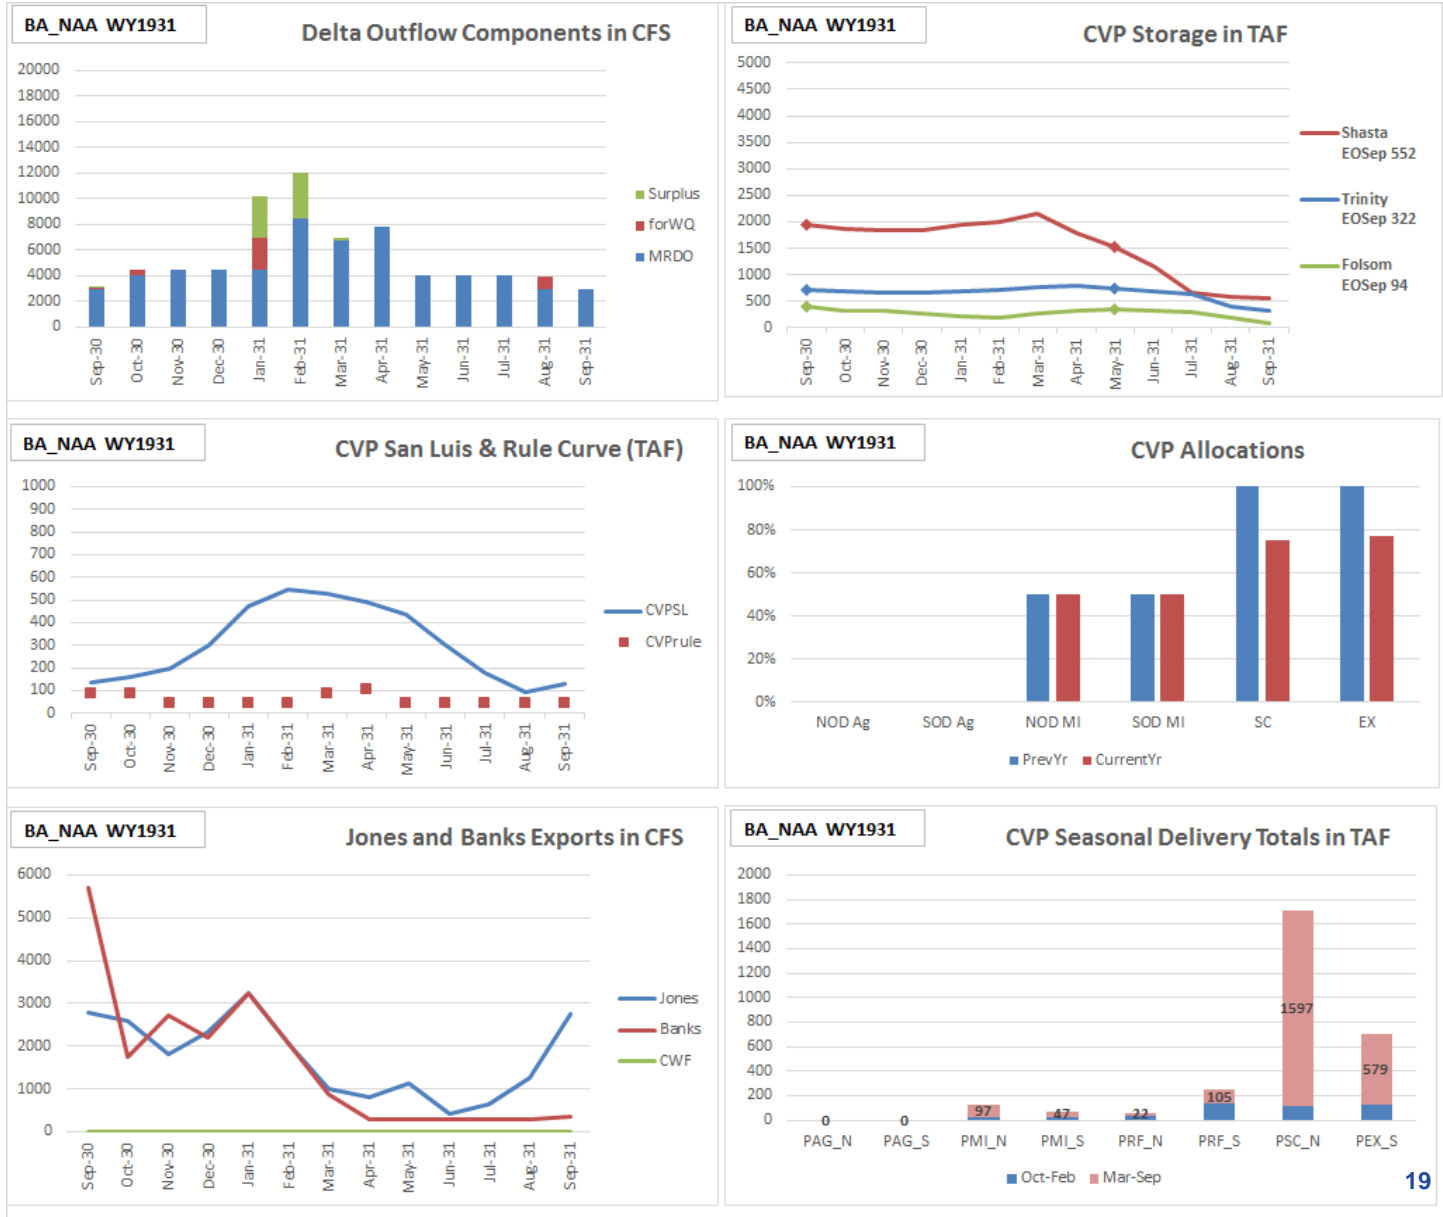 BA_NAA WY1931
Delta Outflow Components in CFS
20000
18000
16000
14000
12000
10000
8000
6000
4000
2000
0
Sep-30
Oct-30
Nov-30
Dec-30
Jan-31
Feb-31
Mar-31
Apr-31
May-31
Jun-31
Jul-31
Aug-31
Sep-31
Surplus
forWQ
MRDO
BA_NAA WY1931
CVP Storage in TAF
5000
4500
4000
3500
3000
2500
2000
1500
1000
500
0
Sep-30
Oct-30
Nov-30
Dec-30
Jan-31
Feb-31
Mar-31
Apr-31
May-31
Jun-31
Jul-31
Aug-31
Sep-31
Shasta
EOSep 552
Trinity
EOSep 322
Folsom
EOSep 94
BA_NAA WY1931
CVP San Luis & Rule Curve (TAF)
1000
900
800
700
600
500
400
300
200
100
0
Sep-30
Oct-30
Nov-30
Dec-30
Jan-31
Feb-31
Mar-31
Apr-31
May-31
Jun-31
Jul-31
Aug-31
Sep-31
CVPSL
CVPrule
BA_NAA WY1931
CVP Allocations
100%
80%
60%
40%
20%
0%
NOD Ag
SOD Ag
NOD MI
SOD MI
SC
EX
PrevYr
CurrentYr
BA_NAA WY1931
Jones and Banks Exports in CFS
6000
5000
4000
3000
2000
1000
0
Sep-30
Oct-30
Nov-30
Dec-30
Jan-31
Feb-31
Mar-31
Apr-31
May-31
Jun-31
Jul-31
Aug-31
Sep-31
Jones
Banks
CWF
BA_NAA WY1931
CVP Seasonal Delivery Totals in TAF
2000
1800
1600
1400
1200
1000
800
600
400
200
0
0
0
97
47
22
105
1597
579
PAG_N
PAG_S
PMI_N
PMI_S
PRF_N
PRF_S
PSC_N
PEX_S
Oct-Feb
Mar-Sep
19